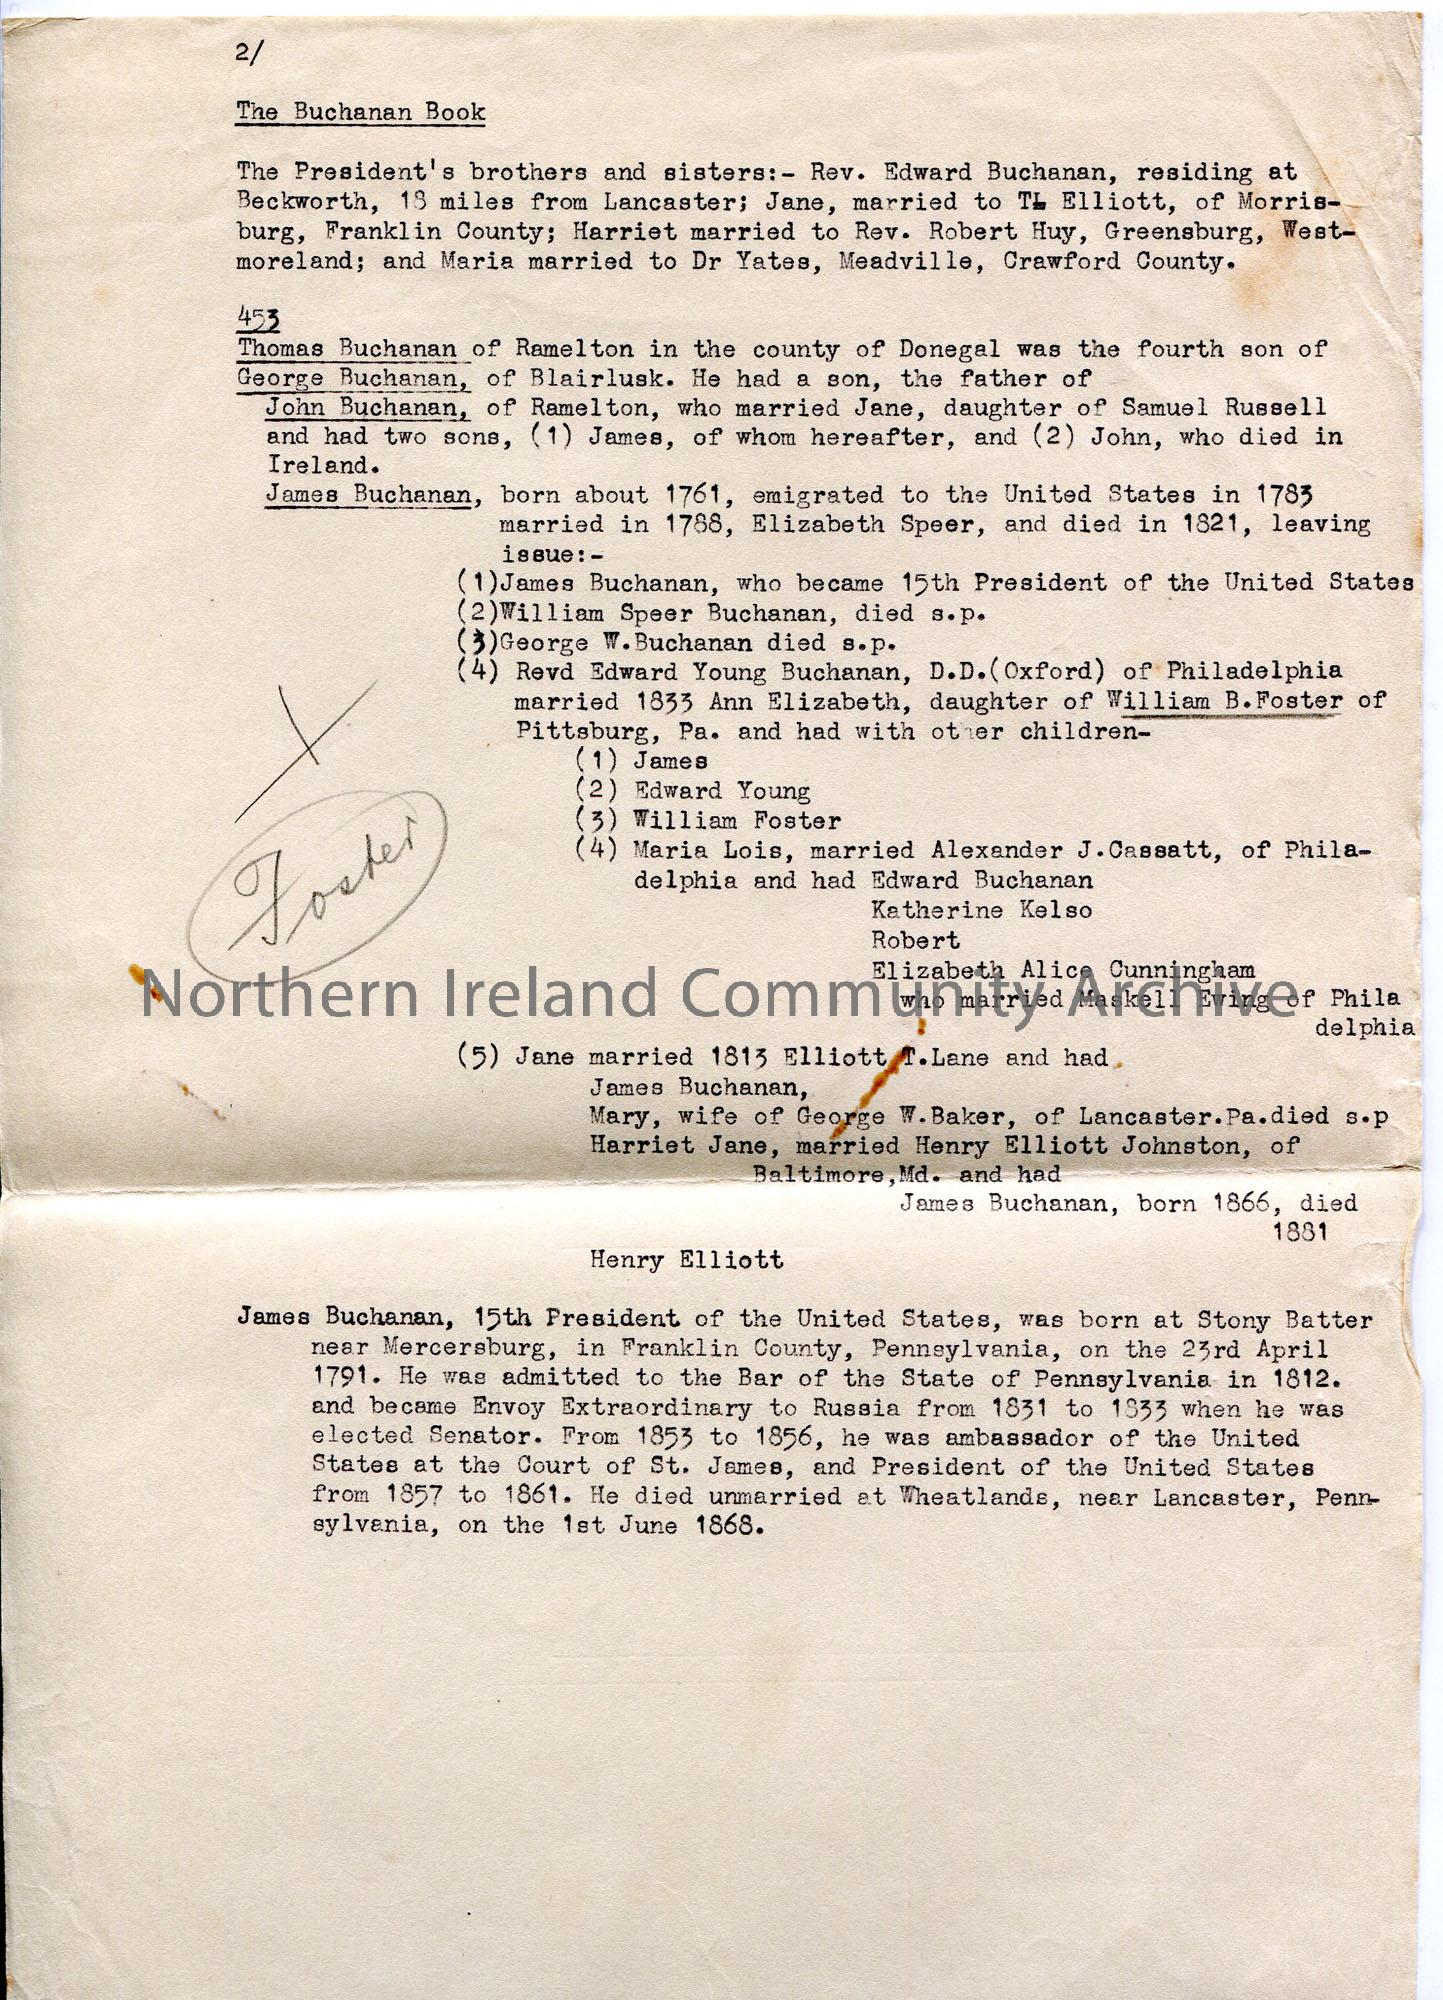 2/
The Buchanan Book
The President's brothers and sisters:- Rev. Edward Buchanan, residing at
Beckworth, 18 miles from Lancaster; Jane, married to TL Elliott, of Morris-
burg, Franklin County; Harriet married to Rev. Robert Huy, Greensburg, West-
moreland; and Maria married to Dr Yates, Meadville, Crawford County.
453
Thomas Buchanan of Ramelton in the county of Donegal was the fourth son of
George Buchanan, of Blairlusk. He had a son, the father of
John Buchanan, of Ramelton, who married Jane, daughter of Samuel Russell
and had two sons, (1) James, of whom hereafter, and (2) John, who died in
Ireland.
James Buchanan, born about 1761, emigrated to the United States in 1783
married in 1788, Elizabeth Speer, and died in 1821, leaving
issue:-
(1)James Buchanan, who became 15th President of the United States
(2)William Speer Buchanan, died s.p.
(3)George W.Buchanan died s.p.
(4) Revd Edward Young Buchanan, D.D.(Oxford) of Philadelphia
married 1833 Ann Elizabeth, daughter of William B.Foster of
Pittsburg, Pa. and had with other children-
(1) James
(2) Edward Young
(3) William Foster
(4) Maria Lois, married Alexander J.Cassatt, of Phila-
delphia and had Edward Buchanan
Foster
Katherine Kelso
Robert
Elizabeth Alice Cunningham
Northern Ireland Community Archive
who married Maskell Ewing of Phila
delphia
(5) Jane married 1813 Elliott T.Lane and had
James Buchanan,
Mary, wife of George W.Baker, of Lancaster.Pa.died s.p
Harriet Jane, married Henry Elliott Johnston, of
Baltimore,Md. and had
James Buchanan, born 1866, died
1881
Henry Elliott
James Buchanan, 15th President of the United States, was born at Stony Batter
near Mercersburg, in Franklin County, Pennsylvania, on the 23rd April
1791. He was admitted to the Bar of the State of Pennsylvania in 1812.
and became Envoy Extraordinary to Russia from 1831 to 1833 when he was
elected Senator. From 1853 to 1856, he was ambassador of the United
States at the Court of St. James, and President of the United States
from 1857 to 1861. He died unmarried at Wheatlands, near Lancaster, Penn-
sylvania, on the 1st June 1868.